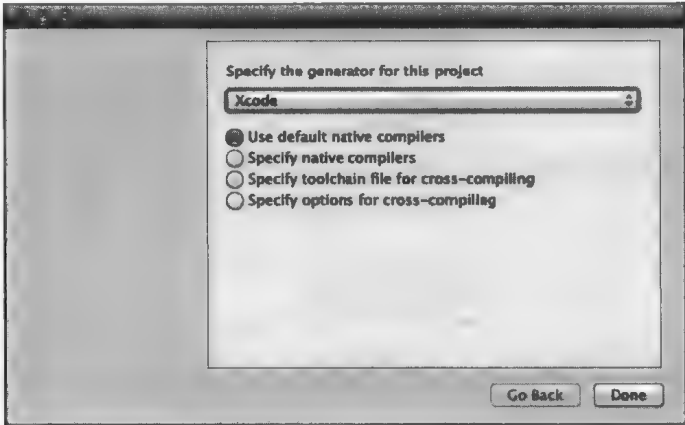 Specify the generator for this project
Xcode
Use default native compilers
Specify native compilers
Specify toolchain file for cross-compiling
Specify options for cross-compiling
Go Back
Done